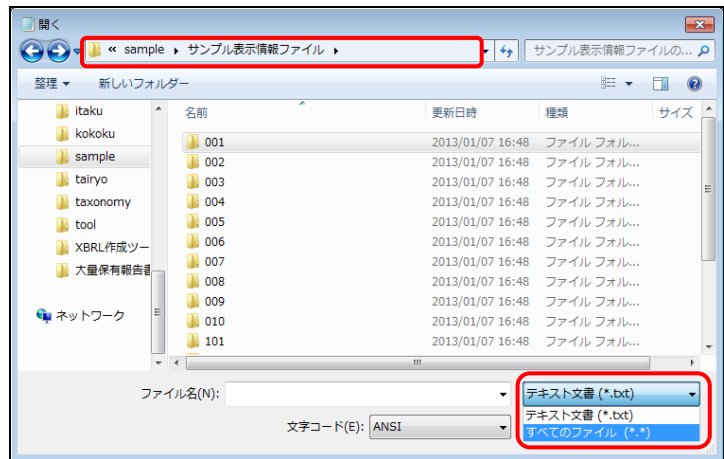 開く
« sample サンプル表示情報ファイル
サンプル表示情報ファイルの...
整理 新しいフォルダー
名前 更新日時 種類 サイズ
itaku
kokoku
sample
tairyo
taxonomy
tool
XBRL作成ツー
大量保有報告書
ネットワーク
001 2013/01/07 16:48 ファイル フォル...
002 2013/01/07 16:48 ファイル フォル...
003 2013/01/07 16:48 ファイル フォル...
004 2013/01/07 16:48 ファイル フォル...
005 2013/01/07 16:48 ファイル フォル...
006 2013/01/07 16:48 ファイル フォル...
007 2013/01/07 16:48 ファイル フォル...
008 2013/01/07 16:48 ファイル フォル...
009 2013/01/07 16:48 ファイル フォル...
010 2013/01/07 16:48 ファイル フォル...
101 2013/01/07 16:48 ファイル フォル...
ファイル名(N): テキスト文書 (*.txt)
テキスト文書 (*.txt)
すべてのファイル (*.*)
文字コード(E): ANSI